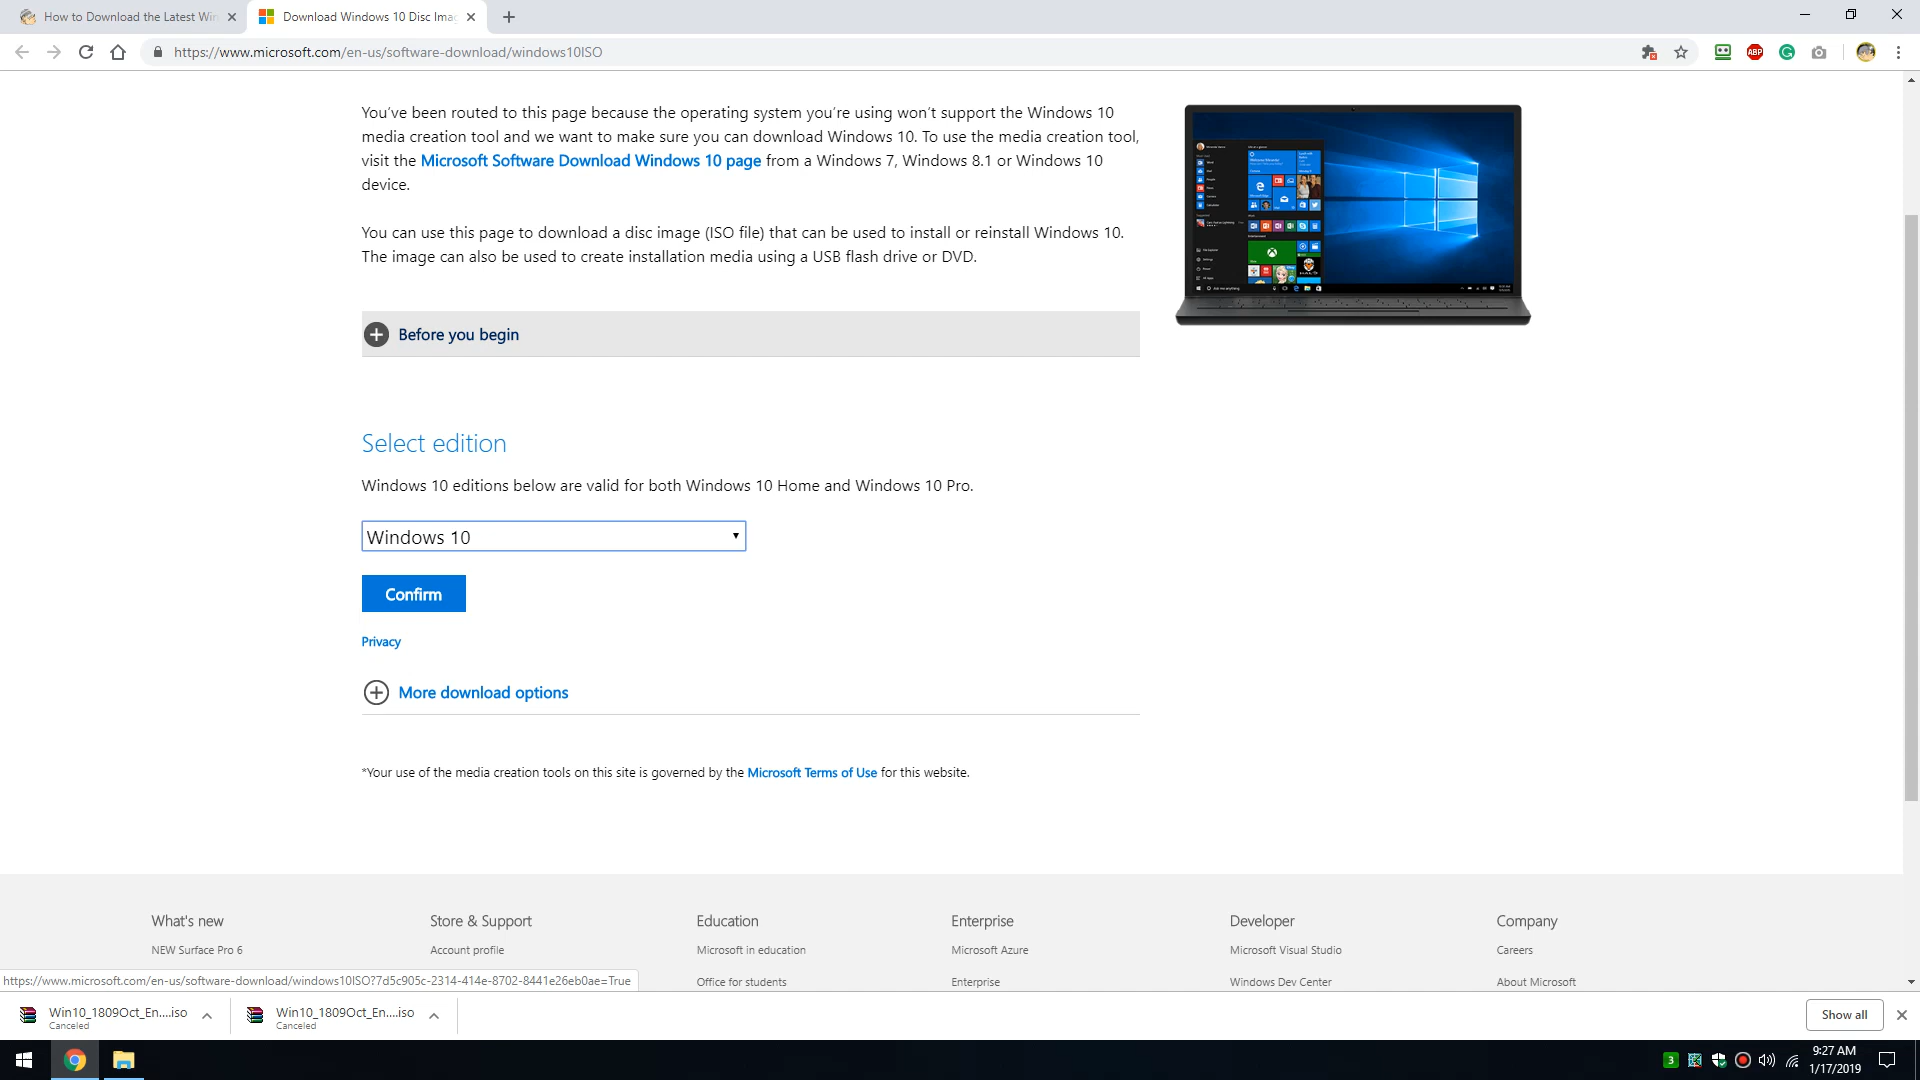 How to Download the Latest Win
Download Windows 10 Disc Imag
https://www.microsoft.com/en-us/software-download/windows10ISO
ABP
You've been routed to this page because the operating system you're using won't support the Windows 10
media creation tool and we want to make sure you can download Windows 10. To use the media creation tool,
visit the Microsoft Software Download Windows 10 page from a Windows 7, Windows 8.1 or Windows 10
device.
You can use this page to download a disc image (ISO file) that can be used to install or reinstall Windows 10.
The image can also be used to create installation media using a USB flash drive or DVD.
Before you begin
Select edition
Windows 10 editions below are valid for both Windows 10 Home and Windows 10 Pro.
Windows 10
Confirm
Privacy
More download options
*Your use of the media creation tools on this site is governed by the Microsoft Terms of Use for this website.
What's new Store & Support Education Enterprise Developer Company
NEW Surface Pro 6 Account profile Microsoft in education Microsoft Azure Microsoft Visual Studio Careers
Office for students Enterprise Windows Dev Center About Microsoft
https://www.microsoft.com/en-us/software-download/windows10ISO?7d5c905c-2314-414e-8702-8441e26eb0ae=True
Win10_1809Oct_En....iso
Canceled
Win10_1809Oct_En....iso
Canceled
Show all
3
9:27 AM
1/17/2019